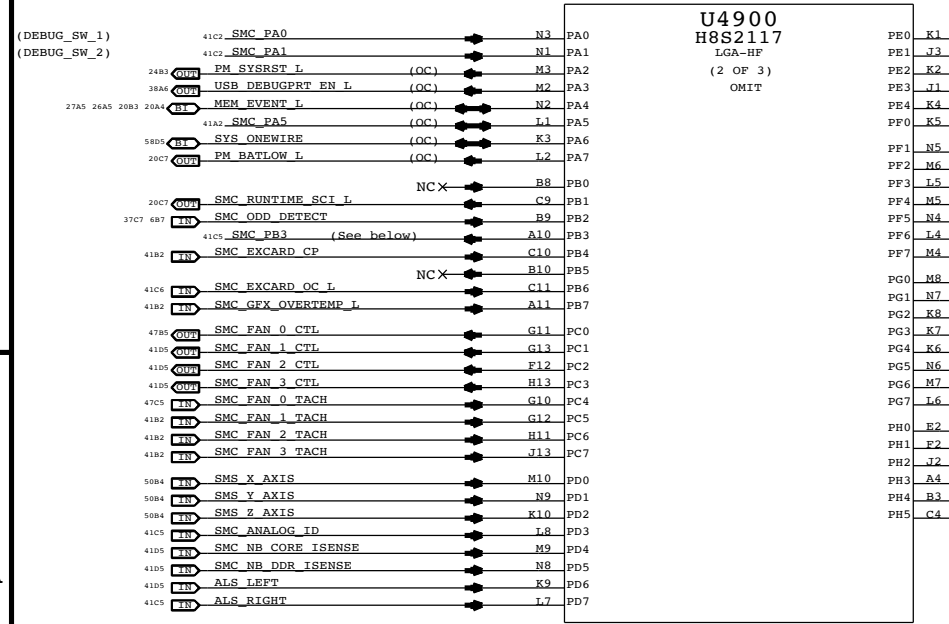 U4900
H8S2117
LGA-HF
(2 OF 3)
OMIT
(DEBUG_SW_1) 41C2 SMC_PA0 N3 PA0
(DEBUG_SW_2) 41C2 SMC_PA1 N1 PA1
24B3 OUT PM_SYSRST_L (OC) M3 PA2
38A6 OUT USB_DEBUGPRT_EN_L (OC) M2 PA3
27A5 26A5 20B3 20A4 BI MEM_EVENT_L (OC) N2 PA4
41A2 SMC_PA5 (OC) L1 PA5
58D5 BI SYS_ONEWIRE (OC) K3 PA6
20C7 OUT PM_BATLOW_L (OC) L2 PA7
NC B8 PB0
20C7 OUT SMC_RUNTIME_SCI_L C9 PB1
37C7 6B7 IN SMC_ODD_DETECT B9 PB2
41C5 SMC_PB3 (See below) A10 PB3
41B2 IN SMC_EXCARD_CP C10 PB4
NC B10 PB5
41C6 IN SMC_EXCARD_OC_L C11 PB6
41B2 IN SMC_GFX_OVERTEMP_L A11 PB7
47B5 OUT SMC_FAN_0_CTL G11 PC0
41D5 OUT SMC_FAN_1_CTL G13 PC1
41D5 OUT SMC_FAN_2_CTL F12 PC2
41D5 OUT SMC_FAN_3_CTL H13 PC3
47C5 IN SMC_FAN_0_TACH G10 PC4
41B2 IN SMC_FAN_1_TACH G12 PC5
41B2 IN SMC_FAN_2_TACH H11 PC6
41B2 IN SMC_FAN_3_TACH J13 PC7
50B4 IN SMS_X_AXIS M10 PD0
50B4 IN SMS_Y_AXIS N9 PD1
50B4 IN SMS_Z_AXIS K10 PD2
41C5 IN SMC_ANALOG_ID L8 PD3
41D5 IN SMC_NB_CORE_ISENSE M9 PD4
41D5 IN SMC_NB_DDR_ISENSE N8 PD5
41D5 IN ALS_LEFT K9 PD6
41C5 IN ALS_RIGHT L7 PD7
PE0 K1
PE1 J3
PE2 K2
PE3 J1
PE4 K4
PF0 K5
PF1 N5
PF2 M6
PF3 L5
PF4 M5
PF5 N4
PF6 L4
PF7 M4
PG0 M8
PG1 N7
PG2 K8
PG3 K7
PG4 K6
PG5 N6
PG6 M7
PG7 L6
PH0 E2
PH1 F2
PH2 J2
PH3 A4
PH4 B3
PH5 C4